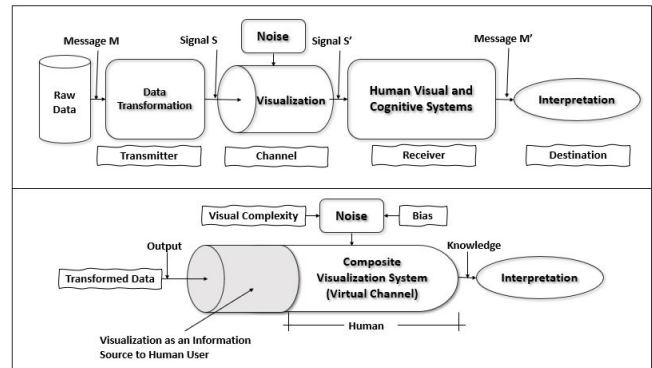 Message M
Signal S
Noise
Signal S'
Message M'
Raw
Data
Data
Transformation
Visualization
Human Visual and
Cognitive Systems
Interpretation
Transmitter
Channel
Receiver
Destination
Visual Complexity
Noise
Bias
Output
Knowledge
Transformed Data
Composite
Visualization System
(Virtual Channel)
Interpretation
Human
Visualization as an Information
Source to Human User